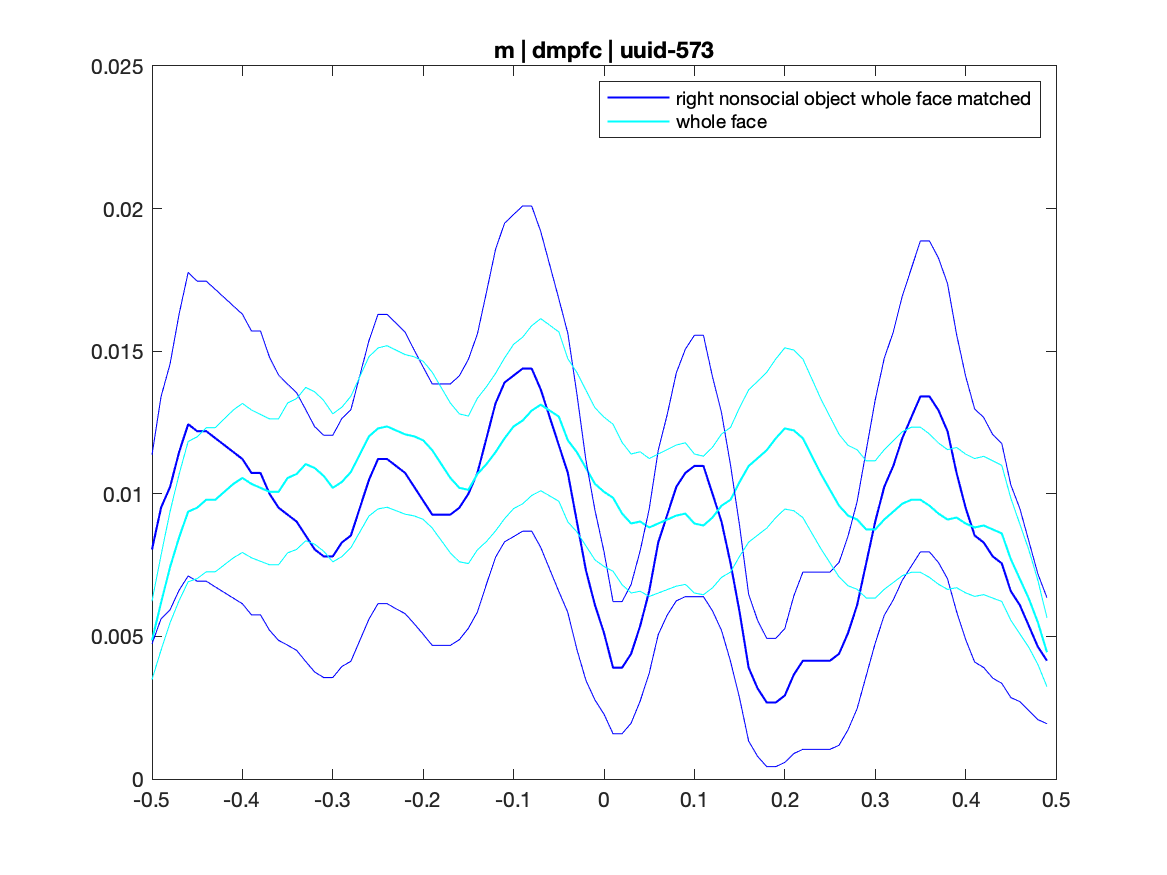 m | dmpfc | uuid-573
0.025
right nonsocial object whole face matched
whole face
0.02
0.015
0.01
0.005
0
-0.5 -0.4 -0.3 -0.2 -0.1 0 0.1 0.2 0.3 0.4 0.5